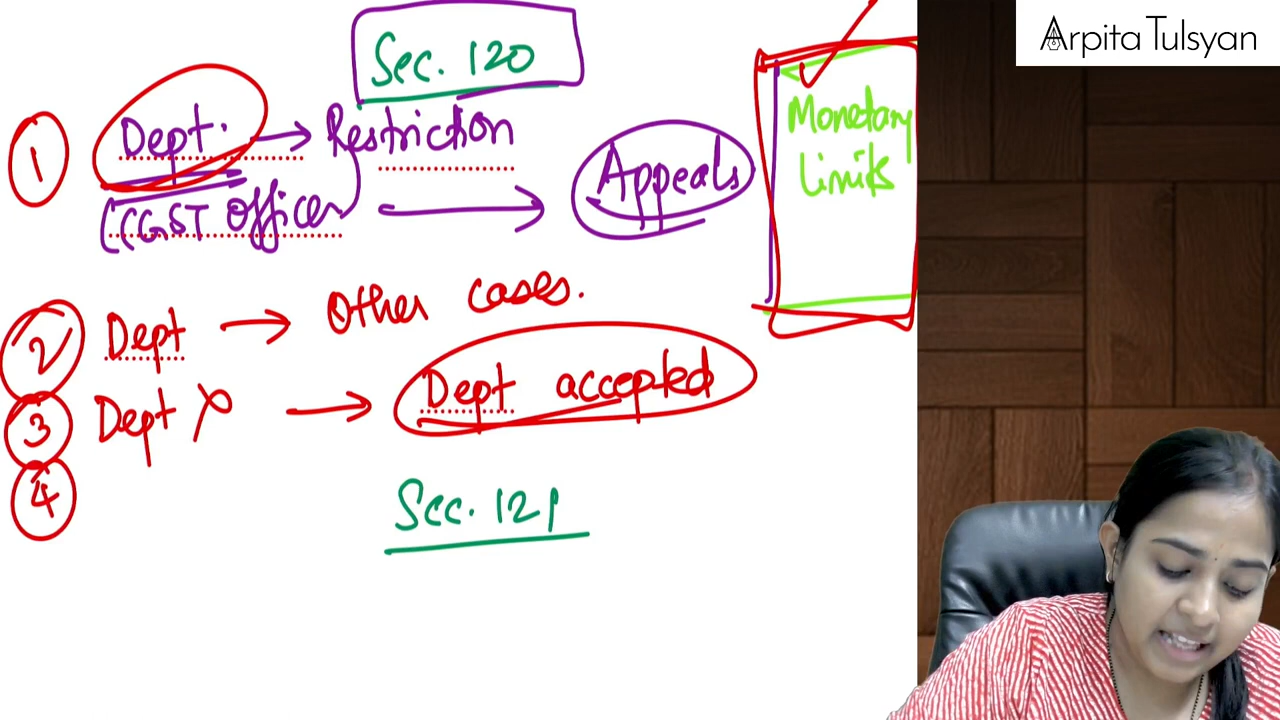 Arpita Tulsyan
Sec. 120
1 Dept. → Restriction
(CGST Officer → Appeals
Monetary
limits
2 Dept → Other cases.
3 Dept X → Dept accepted
4
Sec. 121